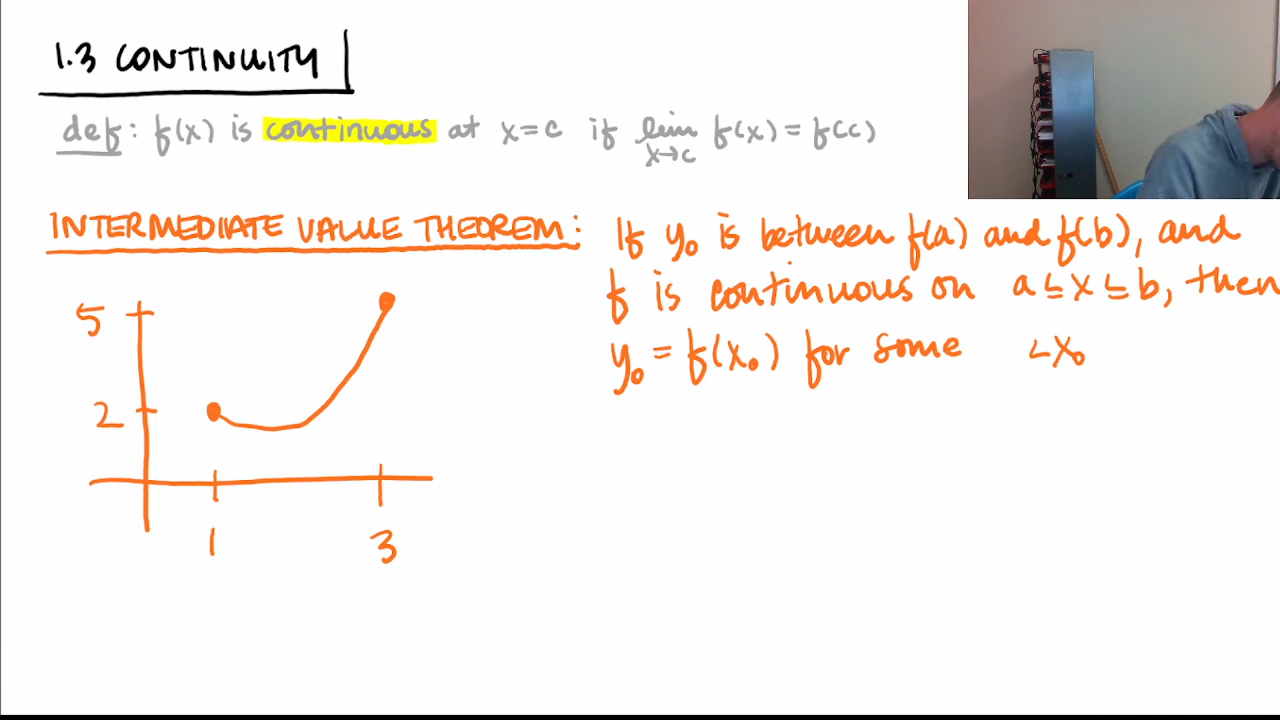 1.3 CONTINUITY
def: f(x) is continuous at x=c if lim f(x) = f(c)
x→c
INTERMEDIATE VALUE THEOREM: If y₀ is between f(a) and f(b), and
f is continuous on a ≤ x ≤ b, then
y₀ = f(x₀) for some <x₀
5
2
1 3